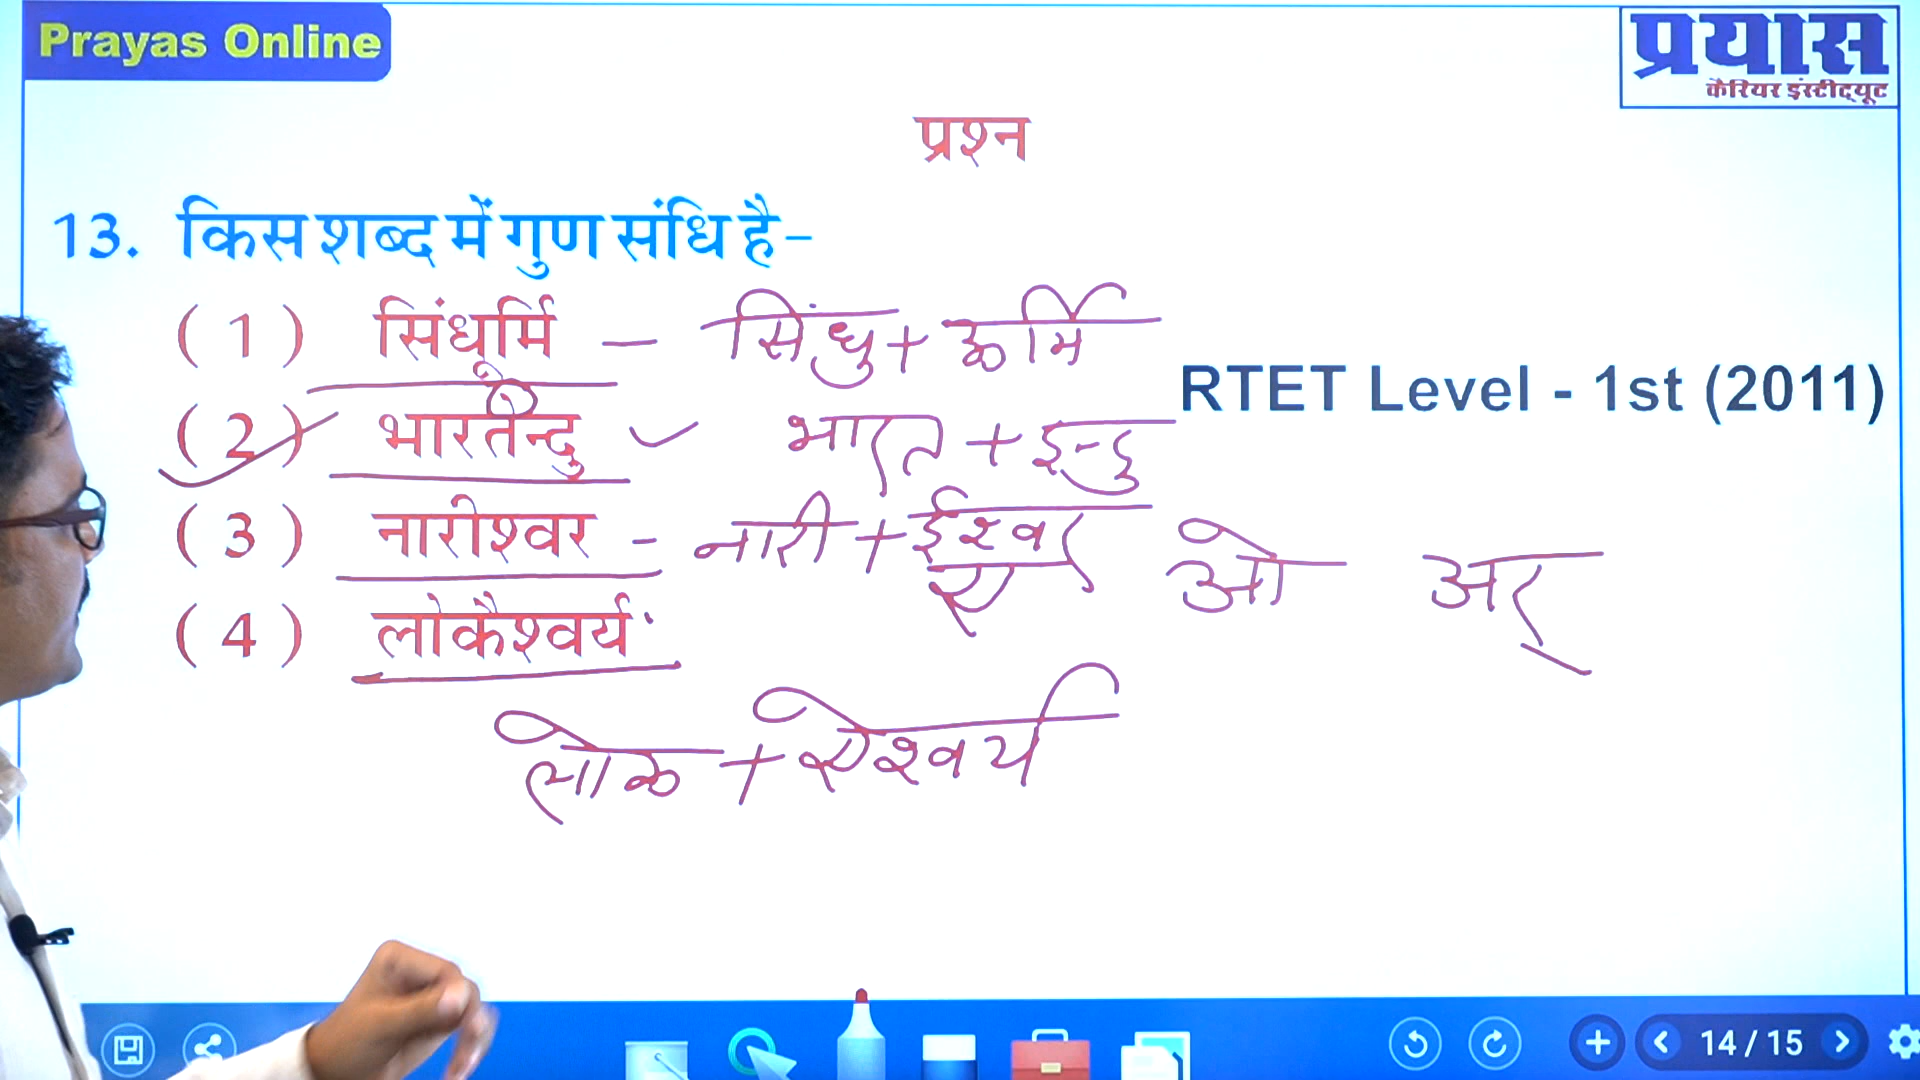 Prayas Online
प्रयास
कैरियर इंस्टीट्यूट
प्रश्न
13. किस शब्द में गुण संधि है-
(1) सिंधूर्मि - सिंधु + ऊर्मि
RTET Level - 1st (2011)
(2) भारतेन्दु भारत + इन्दु
(3) नारीश्वर - नारी + ईश्वर
ए ओ अर्
(4) लोकैश्वर्य
लोक + ऐश्वर्य
14 / 15